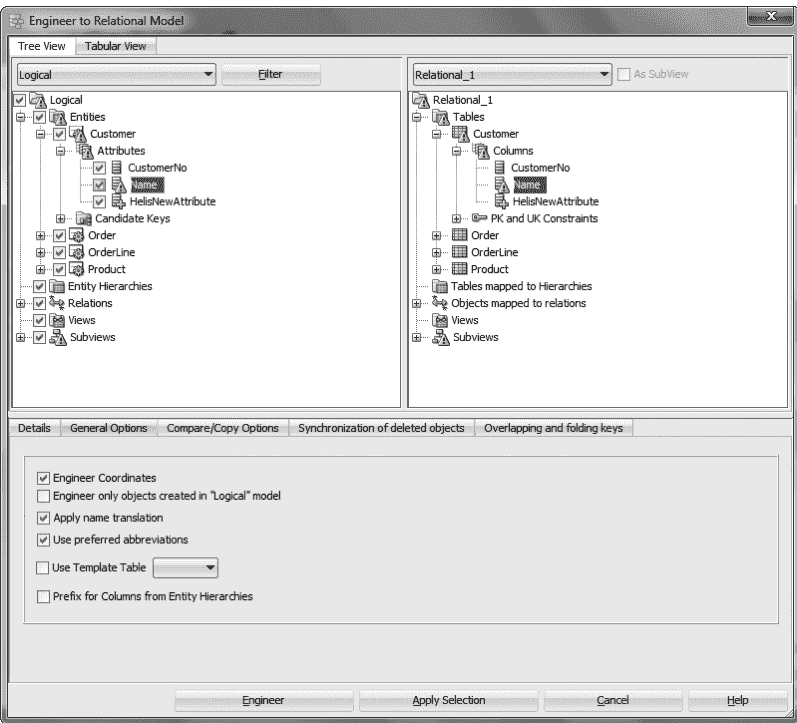 Engineer to Relational Model
Tree View Tabular View
Logical Filter
Logical
Entities
Customer
Attributes
CustomerNo
Name
HelisNewAttribute
Candidate Keys
Order
OrderLine
Product
Entity Hierarchies
Relations
Views
Subviews
Relational_1 As SubView
Relational_1
Tables
Customer
Columns
CustomerNo
Name
HelisNewAttribute
PK and UK Constraints
Order
OrderLine
Product
Tables mapped to Hierarchies
Objects mapped to relations
Views
Subviews
Details General Options Compare/Copy Options Synchronization of deleted objects Overlapping and folding keys
Engineer Coordinates
Engineer only objects created in "Logical" model
Apply name translation
Use preferred abbreviations
Use Template Table
Prefix for Columns from Entity Hierarchies
Engineer Apply Selection Cancel Help